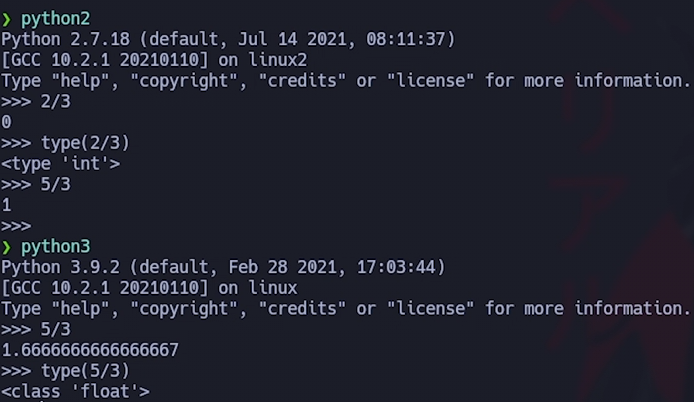 ❯ python2
Python 2.7.18 (default, Jul 14 2021, 08:11:37)
[GCC 10.2.1 20210110] on linux2
Type "help", "copyright", "credits" or "license" for more information.
>>> 2/3
0
>>> type(2/3)
<type 'int'>
>>> 5/3
1
>>>
❯ python3
Python 3.9.2 (default, Feb 28 2021, 17:03:44)
[GCC 10.2.1 20210110] on linux
Type "help", "copyright", "credits" or "license" for more information.
>>> 5/3
1.6666666666666667
>>> type(5/3)
<class 'float'>